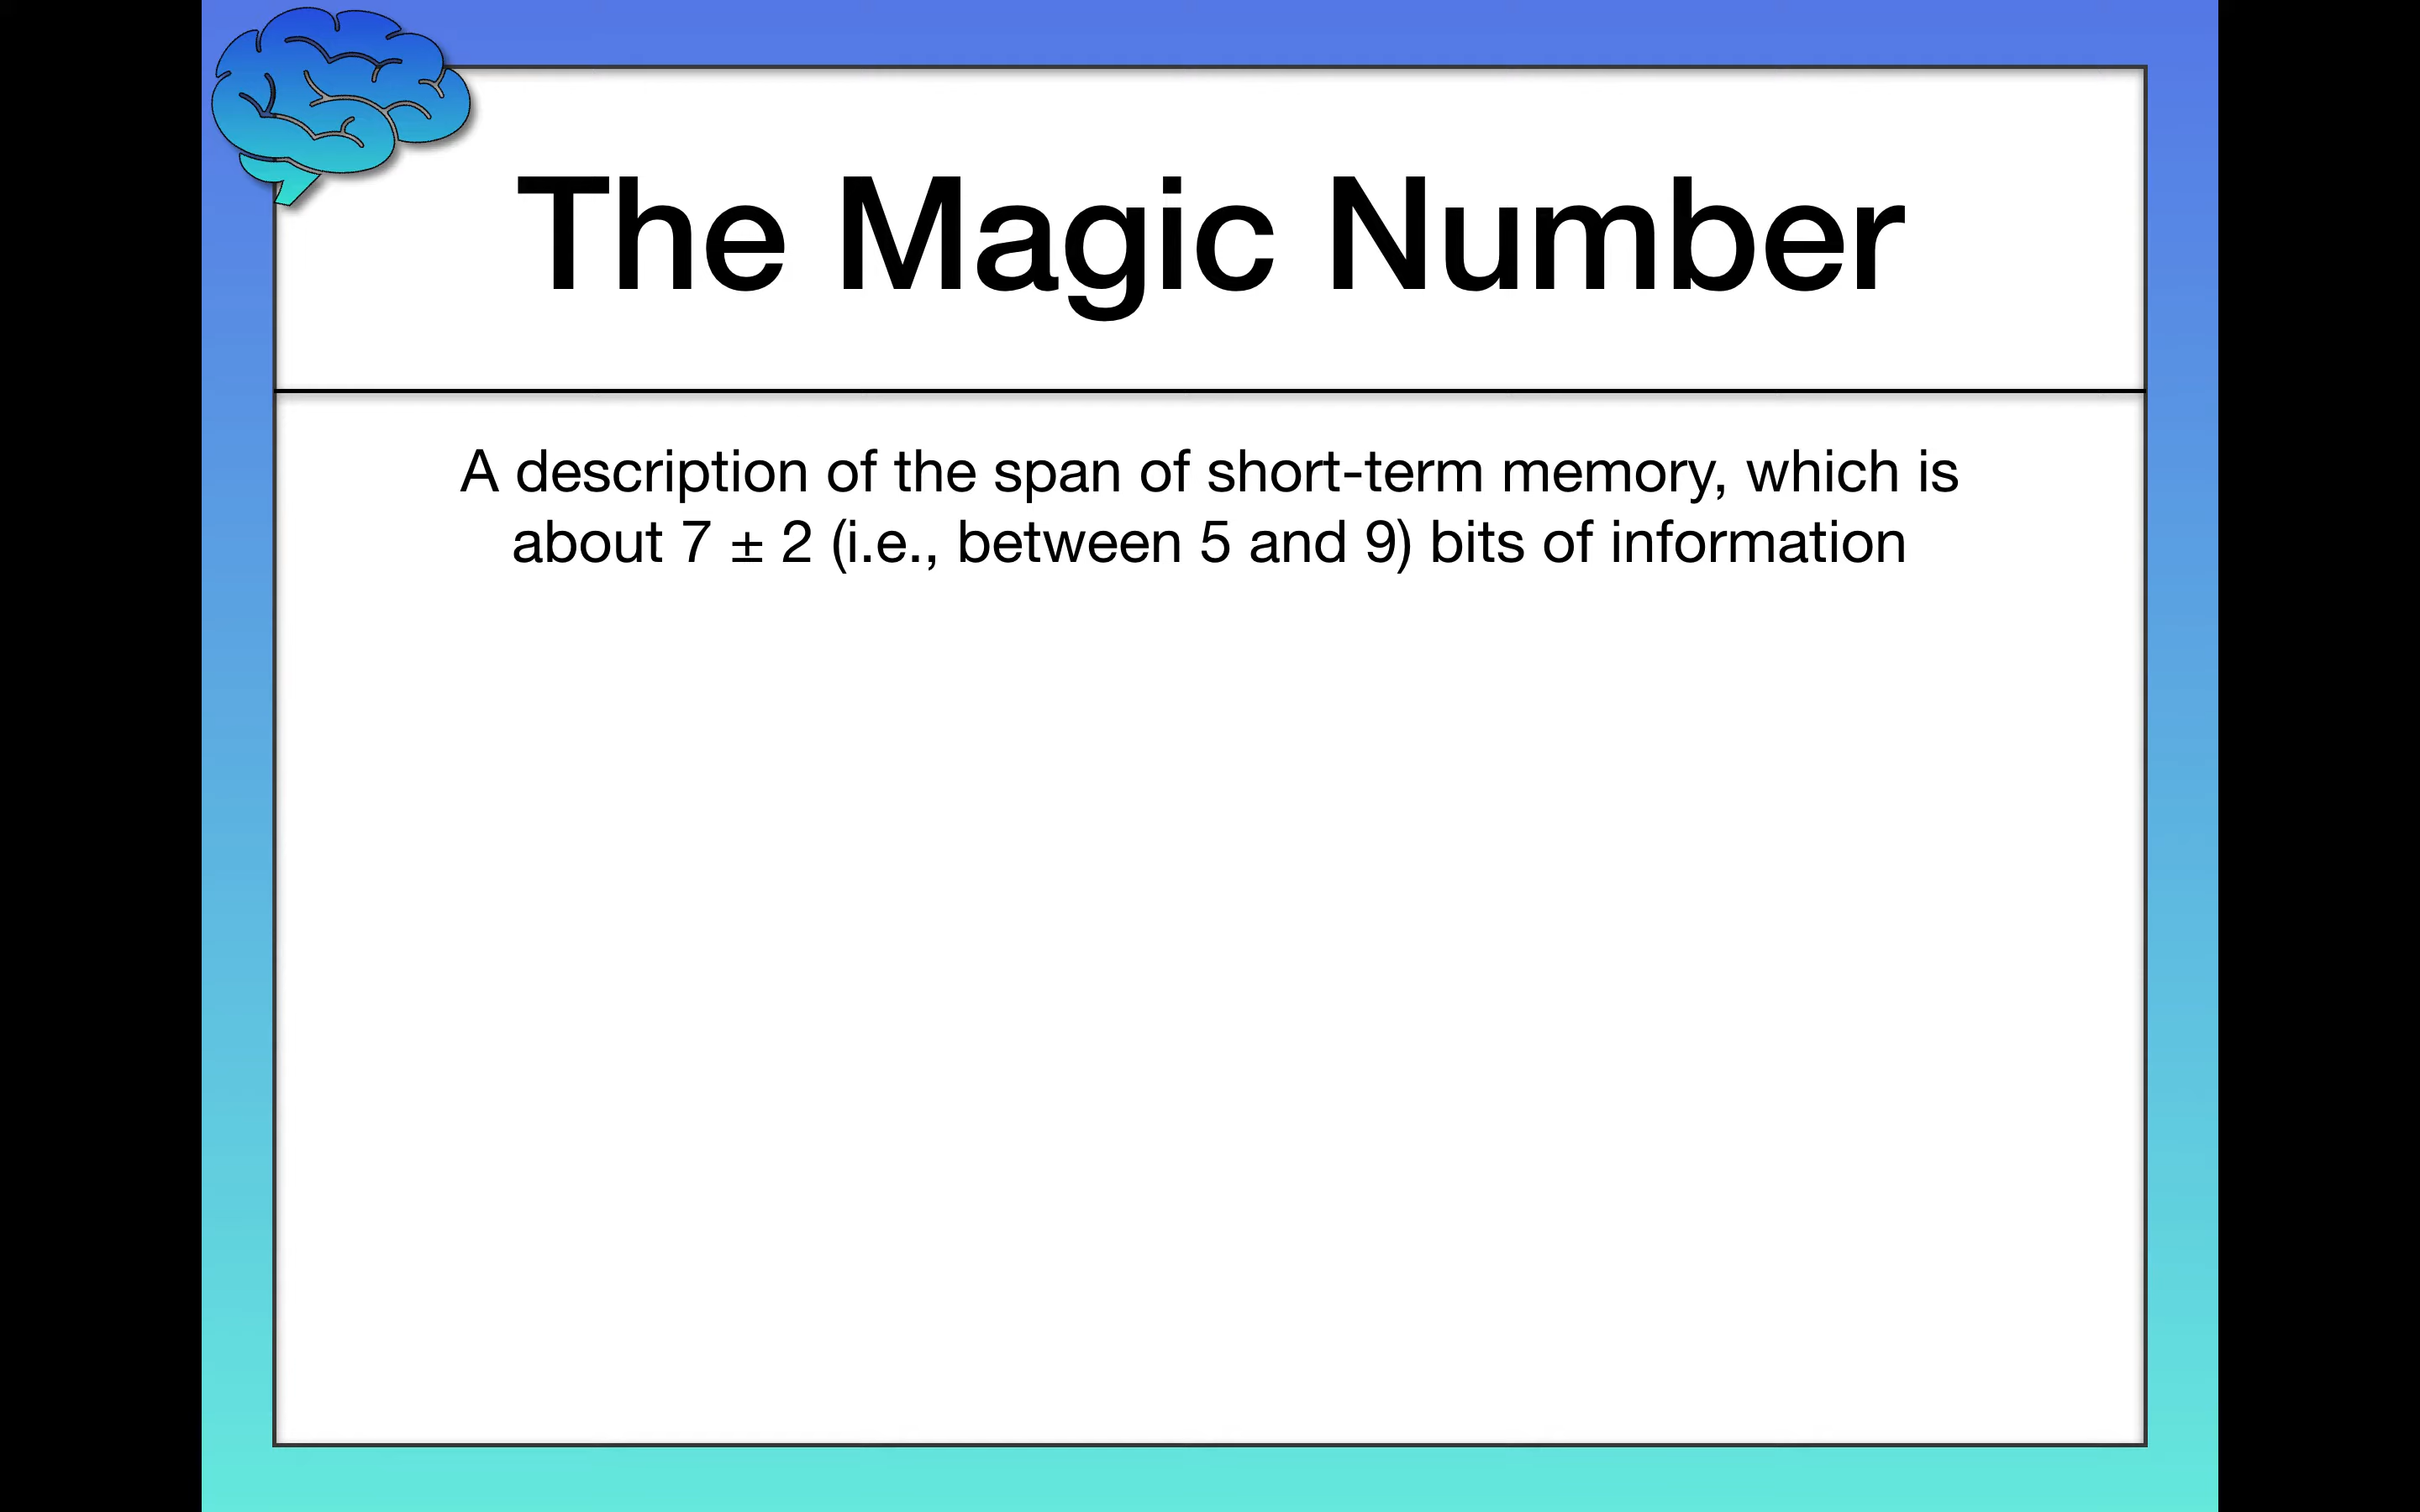 The Magic Number
A description of the span of short-term memory, which is
about 7 ± 2 (i.e., between 5 and 9) bits of information